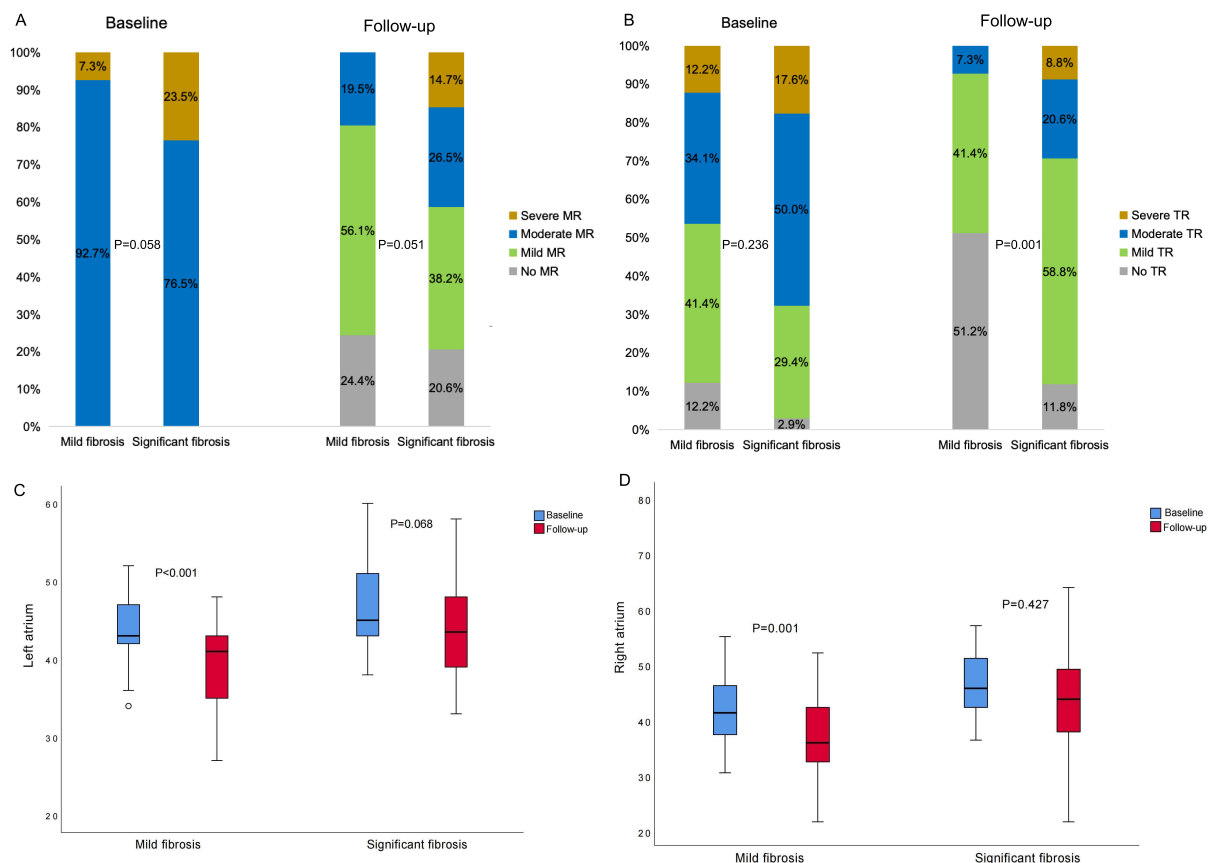 A
Baseline
Follow-up
100%
90%
80%
70%
60%
50%
40%
30%
20%
10%
0%
7.3%
92.7%
23.5%
76.5%
P=0.058
19.5%
56.1%
24.4%
14.7%
26.5%
38.2%
20.6%
P=0.051
Mild fibrosis
Significant fibrosis
Mild fibrosis
Significant fibrosis
Severe MR
Moderate MR
Mild MR
No MR
B
Baseline
Follow-up
100%
90%
80%
70%
60%
50%
40%
30%
20%
10%
0%
12.2%
34.1%
41.4%
12.2%
17.6%
50.0%
29.4%
2.9%
P=0.236
7.3%
41.4%
51.2%
8.8%
20.6%
58.8%
11.8%
P=0.001
Mild fibrosis
Significant fibrosis
Mild fibrosis
Significant fibrosis
Severe TR
Moderate TR
Mild TR
No TR
C
Left atrium
60
50
40
30
20
P<0.001
P=0.068
Baseline
Follow-up
Mild fibrosis
Significant fibrosis
D
Right atrium
80
70
60
50
40
30
20
P=0.001
P=0.427
Baseline
Follow-up
Mild fibrosis
Significant fibrosis